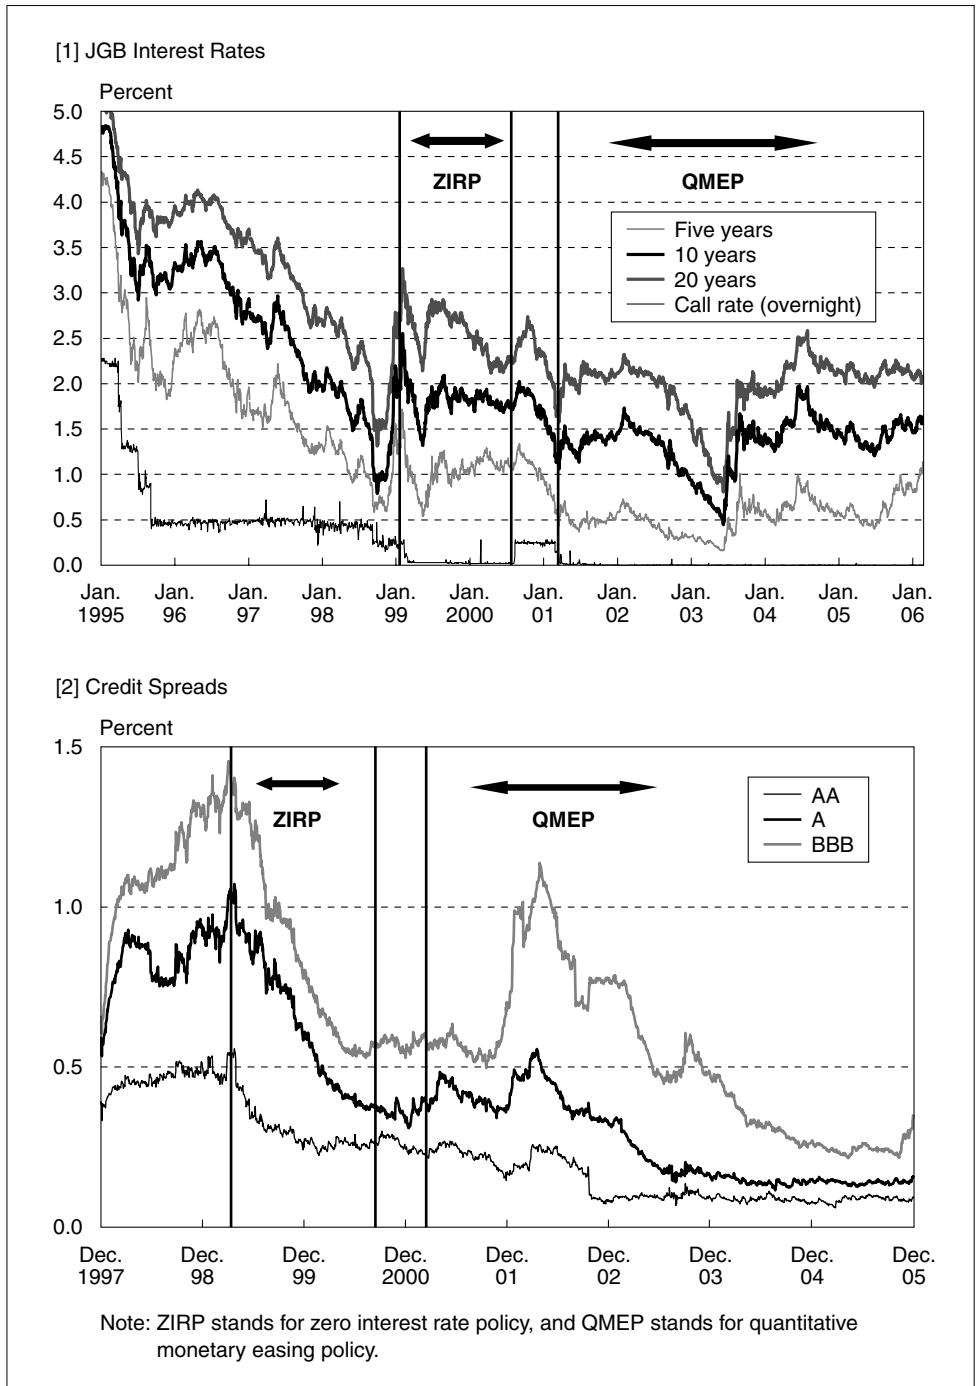 [1] JGB Interest Rates
Percent
5.0
4.5
4.0
3.5
3.0
2.5
2.0
1.5
1.0
0.5
0.0
ZIRP
QMEP
Five years
10 years
20 years
Call rate (overnight)
Jan. Jan. Jan. Jan. Jan. Jan. Jan. Jan. Jan. Jan. Jan. Jan.
1995 96 97 98 99 2000 01 02 03 04 05 06
[2] Credit Spreads
Percent
1.5
1.0
0.5
0.0
ZIRP
QMEP
AA
A
BBB
Dec. Dec. Dec. Dec. Dec. Dec. Dec. Dec. Dec.
1997 98 99 2000 01 02 03 04 05
Note: ZIRP stands for zero interest rate policy, and QMEP stands for quantitative
monetary easing policy.